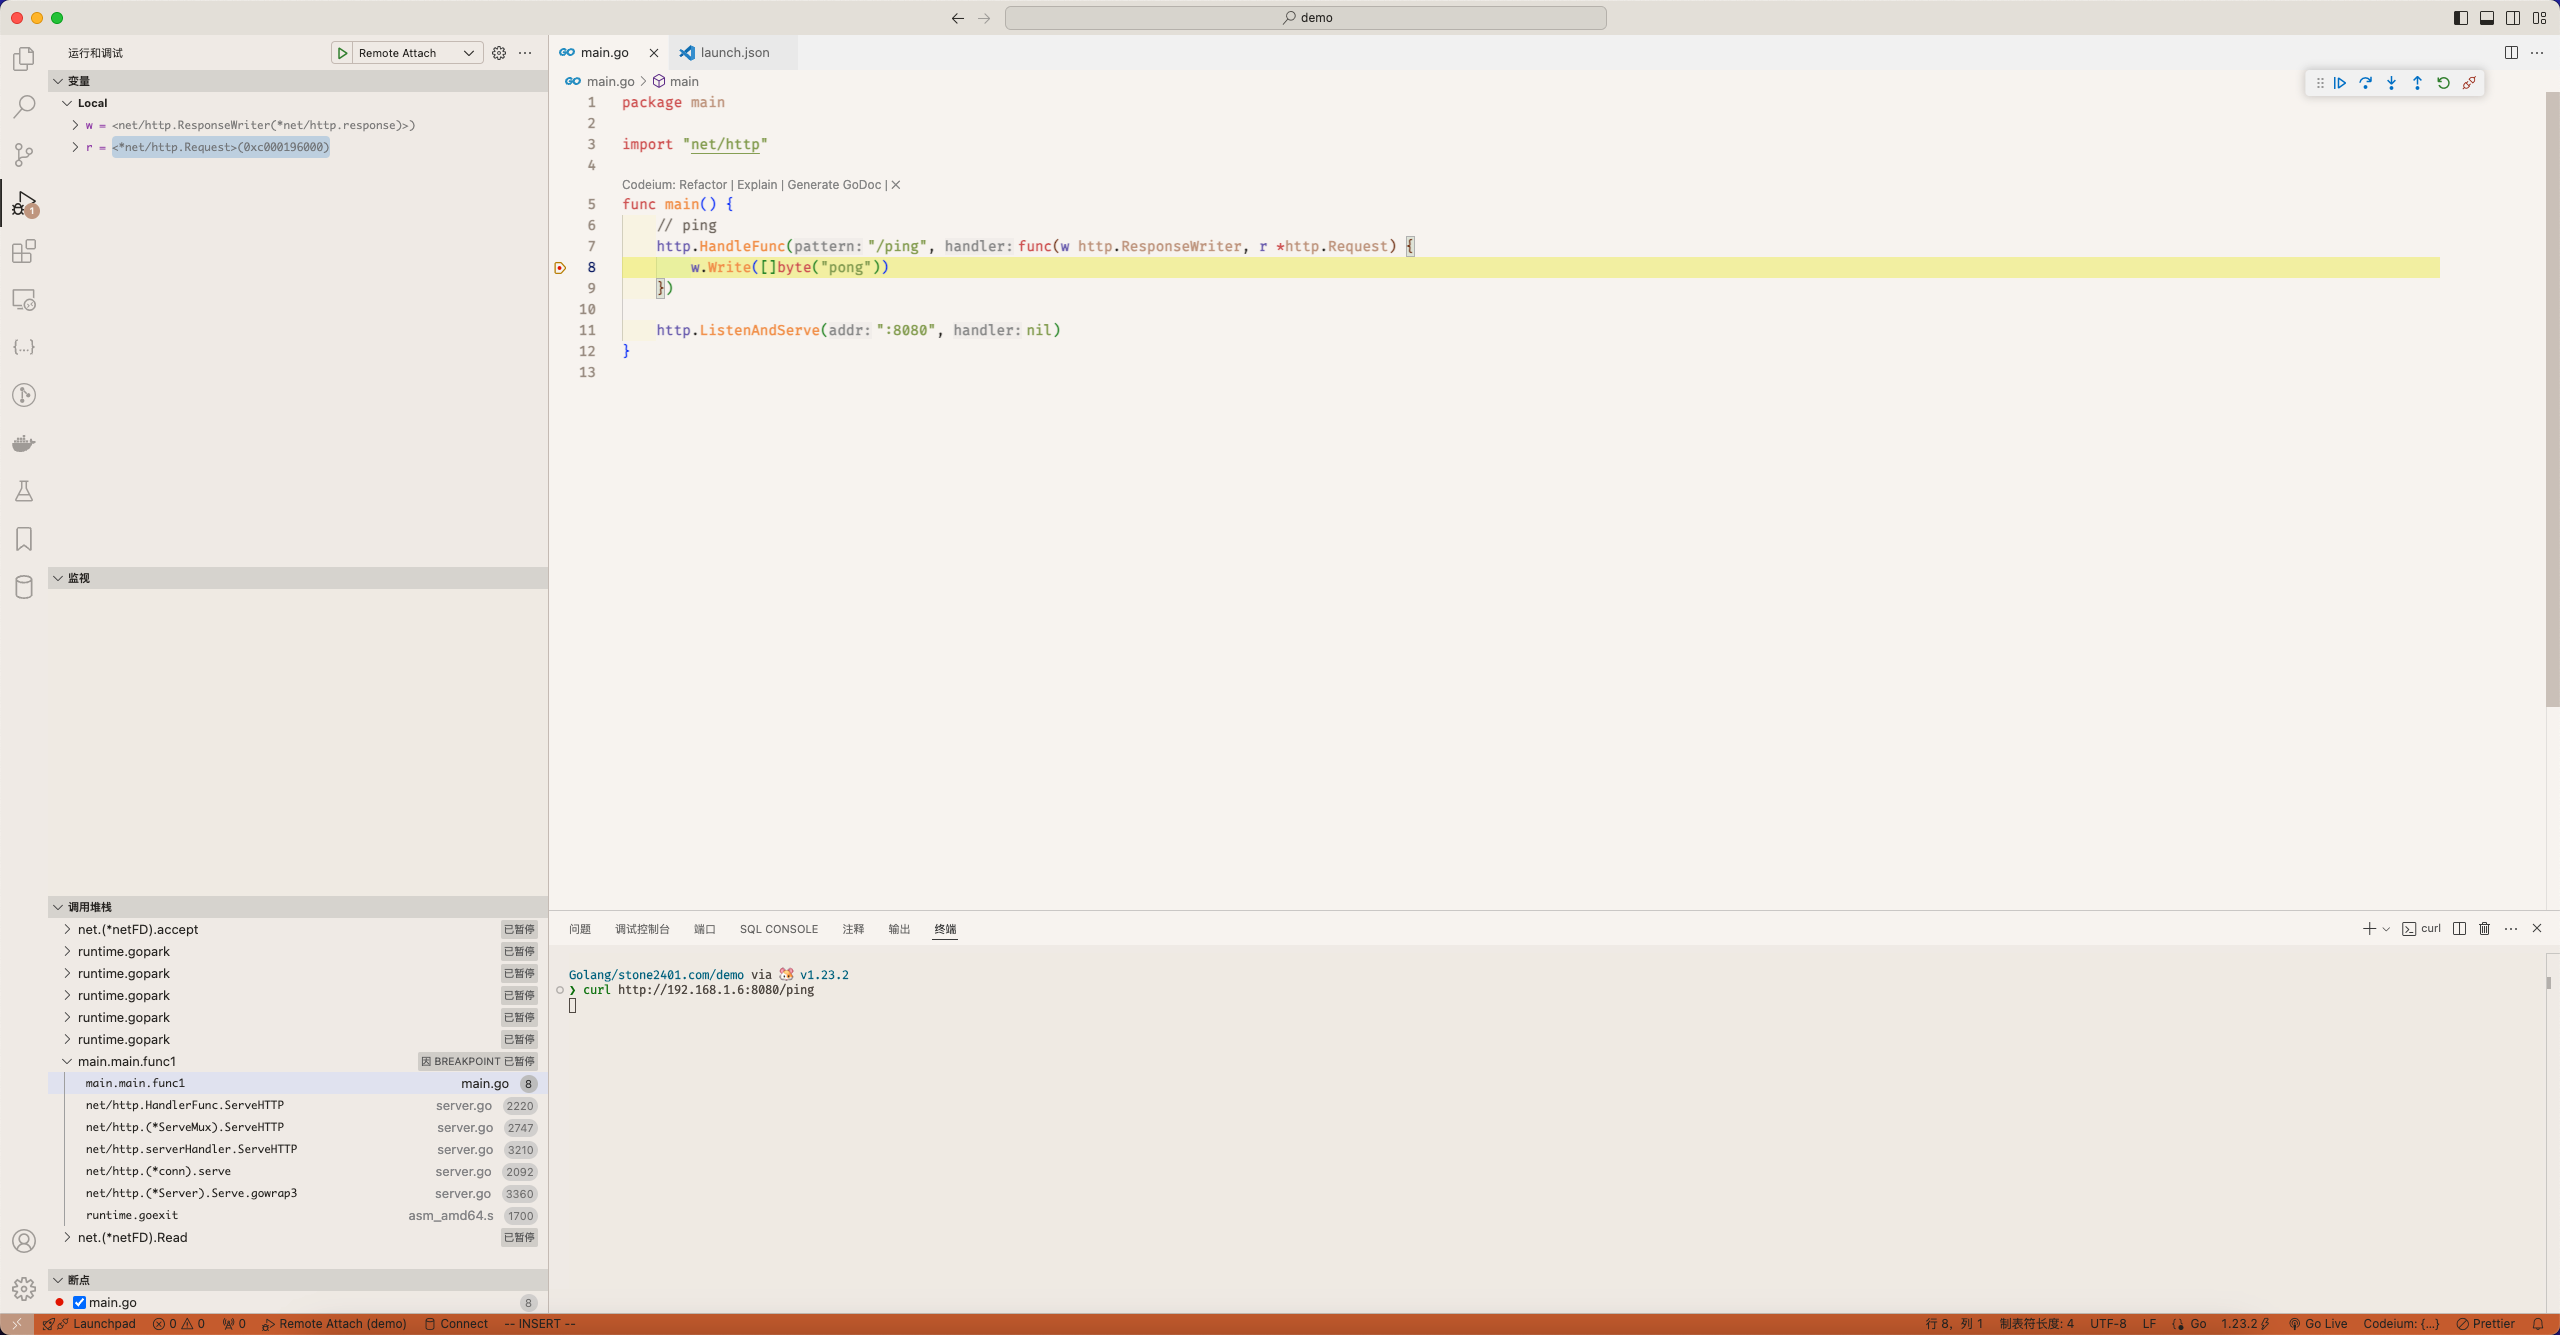 demo
运行和调试
Remote Attach
变量
Local
w = <net/http.ResponseWriter(*net/http.response)>)
r = <*net/http.Request>(0xc000196000)
1
监视
调用堆栈
net.(*netFD).accept 已暂停
runtime.gopark 已暂停
runtime.gopark 已暂停
runtime.gopark 已暂停
runtime.gopark 已暂停
runtime.gopark 已暂停
main.main.func1 因 BREAKPOINT 已暂停
main.main.func1 main.go 8
net/http.HandlerFunc.ServeHTTP server.go 2220
net/http.(*ServeMux).ServeHTTP server.go 2747
net/http.serverHandler.ServeHTTP server.go 3210
net/http.(*conn).serve server.go 2092
net/http.(*Server).Serve.gowrap3 server.go 3360
runtime.goexit asm_amd64.s 1700
net.(*netFD).Read 已暂停
断点
main.go 8
GO main.go launch.json
GO main.go main
1 package main
2
3 import "net/http"
4
Codeium: Refactor | Explain | Generate GoDoc | ×
5 func main() {
6 // ping
7 http.HandleFunc(pattern: "/ping", handler: func(w http.ResponseWriter, r *http.Request) {
8 w.Write([]byte("pong"))
9 })
10
11 http.ListenAndServe(addr: ":8080", handler: nil)
12 }
13
问题 调试控制台 端口 SQL CONSOLE 注释 输出 终端 curl
Golang/stone2401.com/demo via 🐹 v1.23.2
❯ curl http://192.168.1.6:8080/ping
Launchpad 0 0 0 Remote Attach (demo) Connect -- INSERT -- 行 8，列 1 制表符长度: 4 UTF-8 LF Go 1.23.2 Go Live Codeium: {...} Prettier